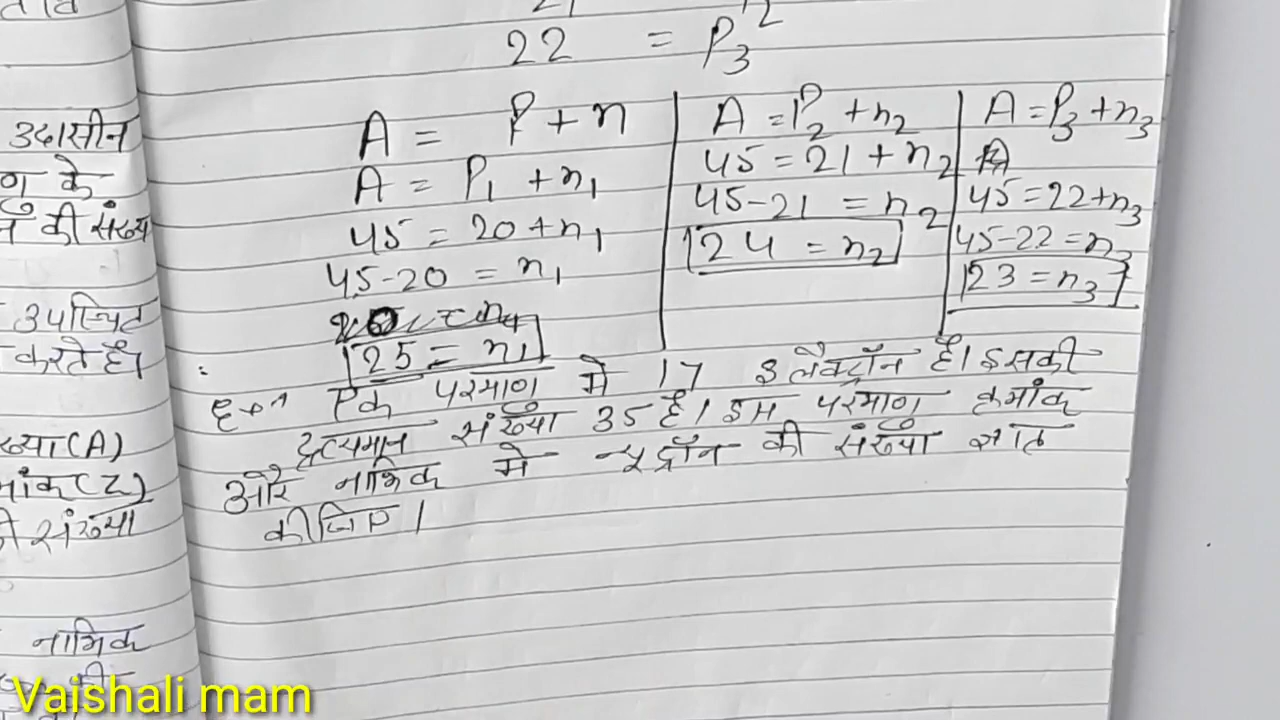 22 = P₃
उदासीन
ण के
की संख्या
उपस्थित
करते है।
ख्या (A)
मांक (Z)
संख्या
नाभिक
A = P + n
A = P₁ + n₁
45 = 20 + n₁
45-20 = n₁
25 = n₁
A = P₂ + n₂
45 = 21 + n₂
45-21 = n₂
24 = n₂
A = P₃ + n₃
45 = 22 + n₃
45-22 = n₃
23 = n₃
एक परमाणु मे 17 इलैक्ट्रॉन है। इसकी
द्रव्यमान संख्या 35 है। इस परमाणु क्रमांक
और नाभिक मे न्यूट्रॉन की संख्या ज्ञात
कीजिए।
Vaishali mam